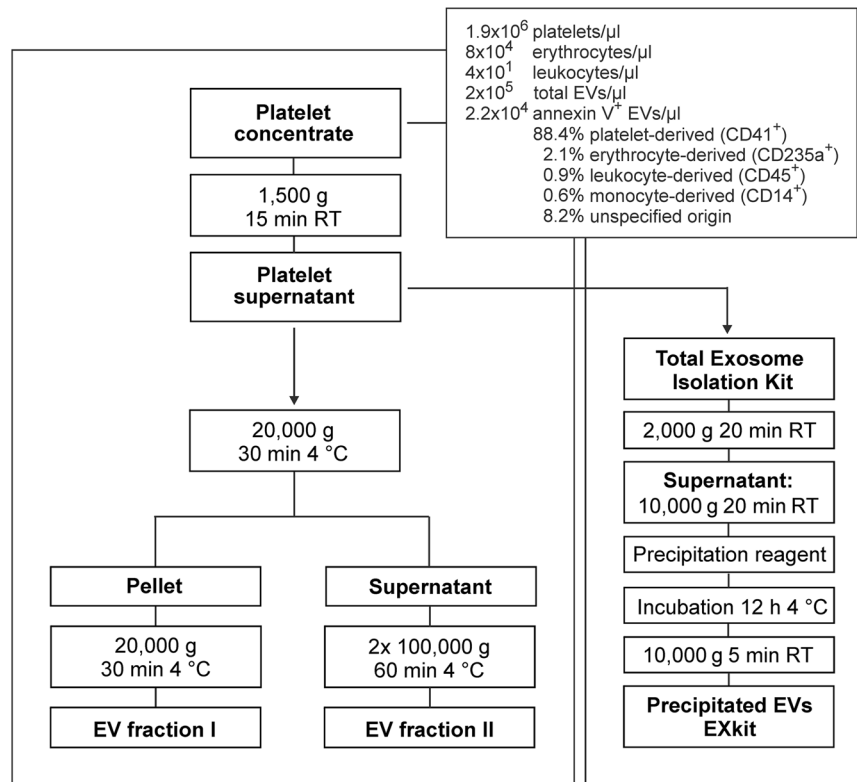 1.9x10⁶ platelets/µl
8x10⁴ erythrocytes/µl
4x10¹ leukocytes/µl
2x10⁵ total EVs/µl
2.2x10⁴ annexin V⁺ EVs/µl
88.4% platelet-derived (CD41⁺)
2.1% erythrocyte-derived (CD235a⁺)
0.9% leukocyte-derived (CD45⁺)
0.6% monocyte-derived (CD14⁺)
8.2% unspecified origin
Platelet
concentrate
1,500 g
15 min RT
Platelet
supernatant
20,000 g
30 min 4 °C
Pellet
20,000 g
30 min 4 °C
EV fraction I
Supernatant
2x 100,000 g
60 min 4 °C
EV fraction II
Total Exosome
Isolation Kit
2,000 g 20 min RT
Supernatant:
10,000 g 20 min RT
Precipitation reagent
Incubation 12 h 4 °C
10,000 g 5 min RT
Precipitated EVs
EXkit